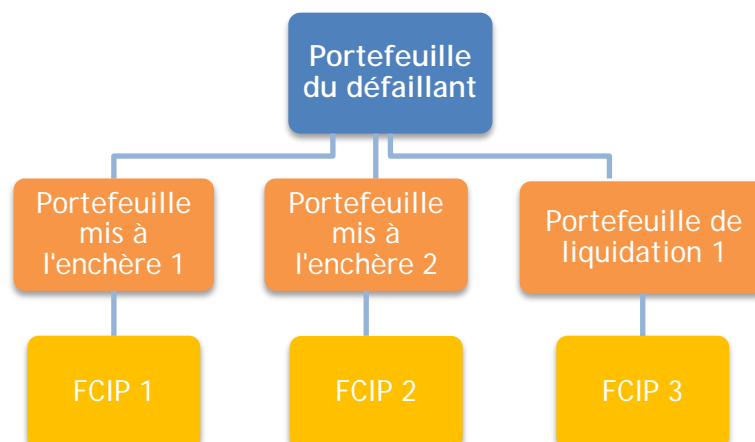 Portefeuille
du défaillant
Portefeuille
mis à
l'enchère 1
Portefeuille
mis à
l'enchère 2
Portefeuille de
liquidation 1
FCIP 1
FCIP 2
FCIP 3